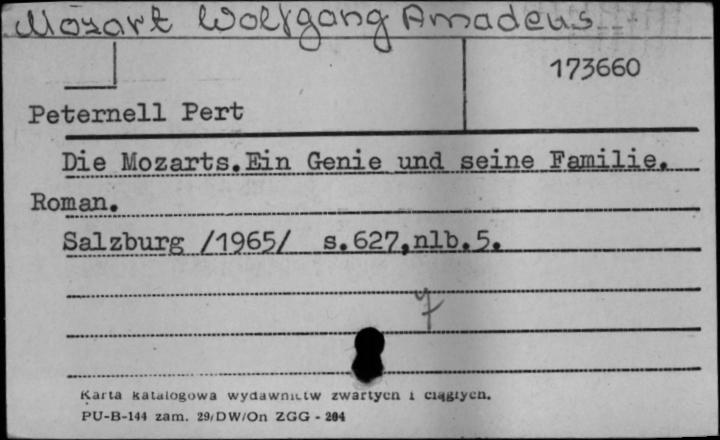 Mozart Wolfgang Amadeus
173660
Peternell Pert
Die Mozarts. Ein Genie und seine Familie.
Roman.
Salzburg /1965/ s.627,nlb.5.
Karta katalogowa wydawnictw zwartych i ciągłych.
PU-B-144 zam. 29/DW/On ZGG - 204